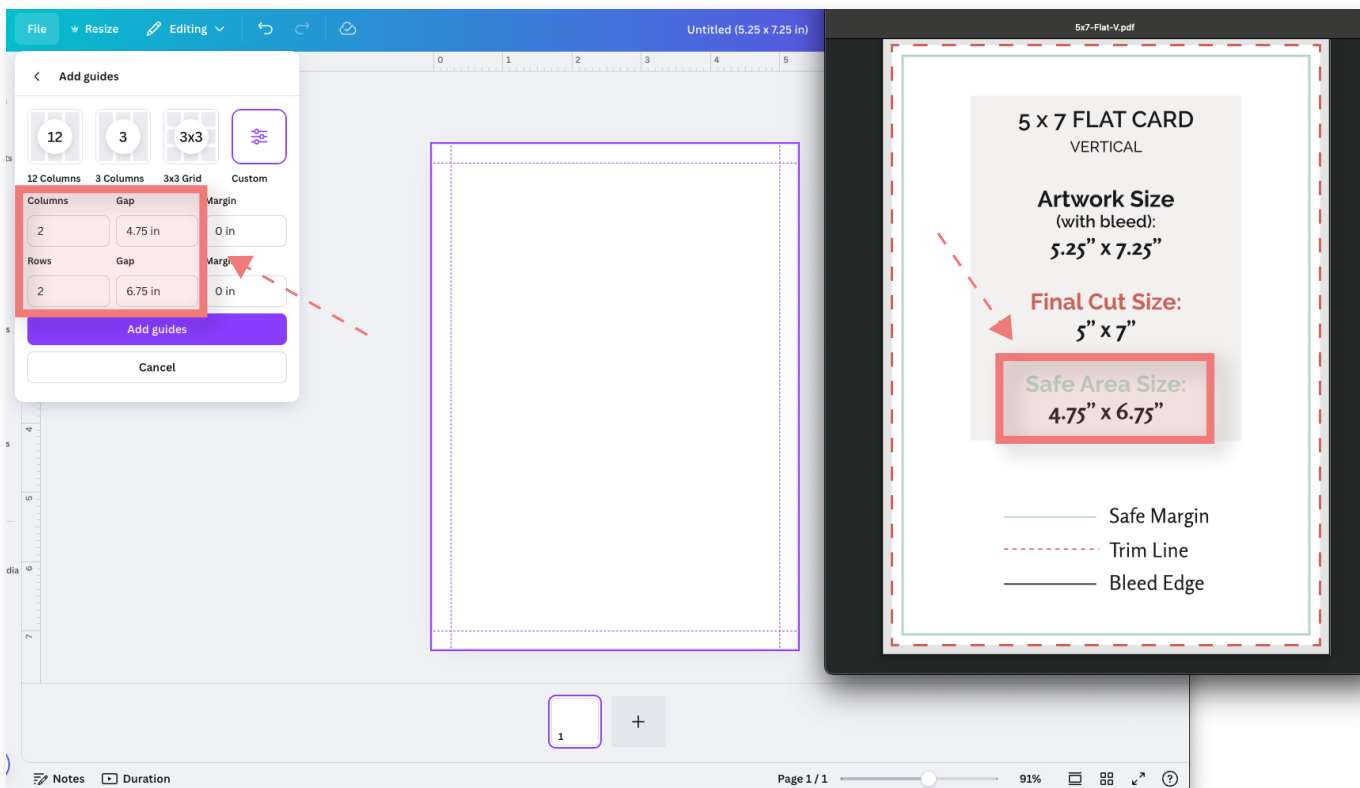 File Resize Editing Untitled (5.25 x 7.25 in)
Add guides
12 3 3x3
12 Columns 3 Columns 3x3 Grid Custom
Columns Gap Margin
2 4.75 in 0 in
Rows Gap
2 6.75 in 0 in
Add guides
Cancel
0 1 2 3 4 5
4
5
6
7
dia
1
+
Notes Duration Page 1 / 1 91% ?
5x7-Flat-V.pdf
5 x 7 FLAT CARD
VERTICAL
Artwork Size
(with bleed):
5.25” x 7.25”
Final Cut Size:
5” x 7”
Safe Area Size:
4.75” x 6.75”
Safe Margin
Trim Line
Bleed Edge